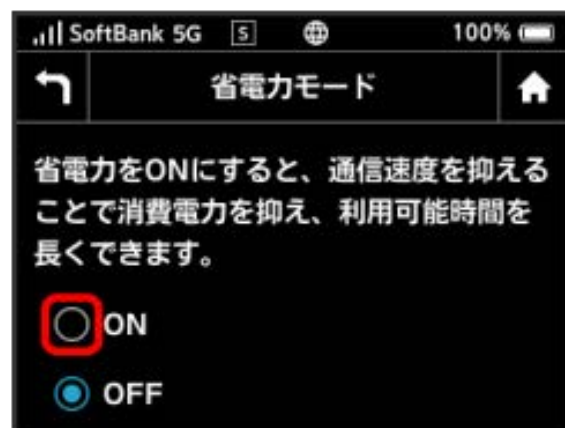 SoftBank 5G S 100%
省電力モード
省電力をONにすると、通信速度を抑える
ことで消費電力を抑え、利用可能時間を
長くできます。
ON
OFF